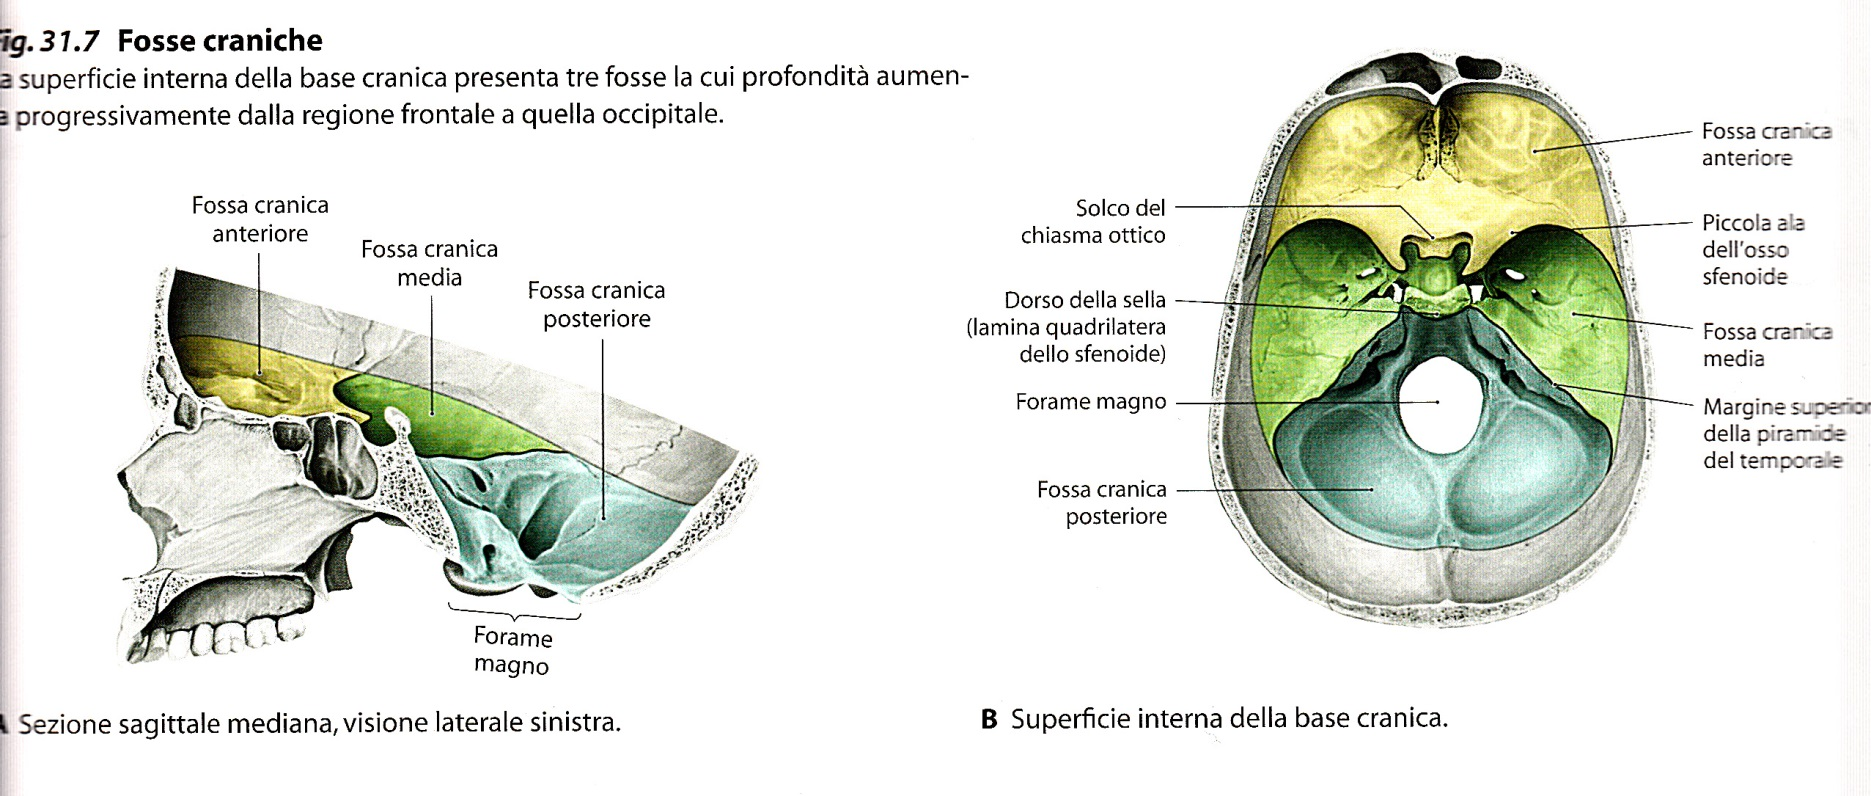 ig. 31.7 Fosse craniche
a superficie interna della base cranica presenta tre fosse la cui profondità aumen-
a progressivamente dalla regione frontale a quella occipitale.
Fossa cranica
anteriore
Fossa cranica
media
Fossa cranica
posteriore
Forame
magno
A Sezione sagittale mediana, visione laterale sinistra.
Solco del
chiasma ottico
Dorso della sella
(lamina quadrilatera
dello sfenoide)
Forame magno
Fossa cranica
posteriore
Fossa cranica
anteriore
Piccola ala
dell'osso
sfenoide
Fossa cranica
media
Margine superior
della piramide
del temporale
B Superficie interna della base cranica.